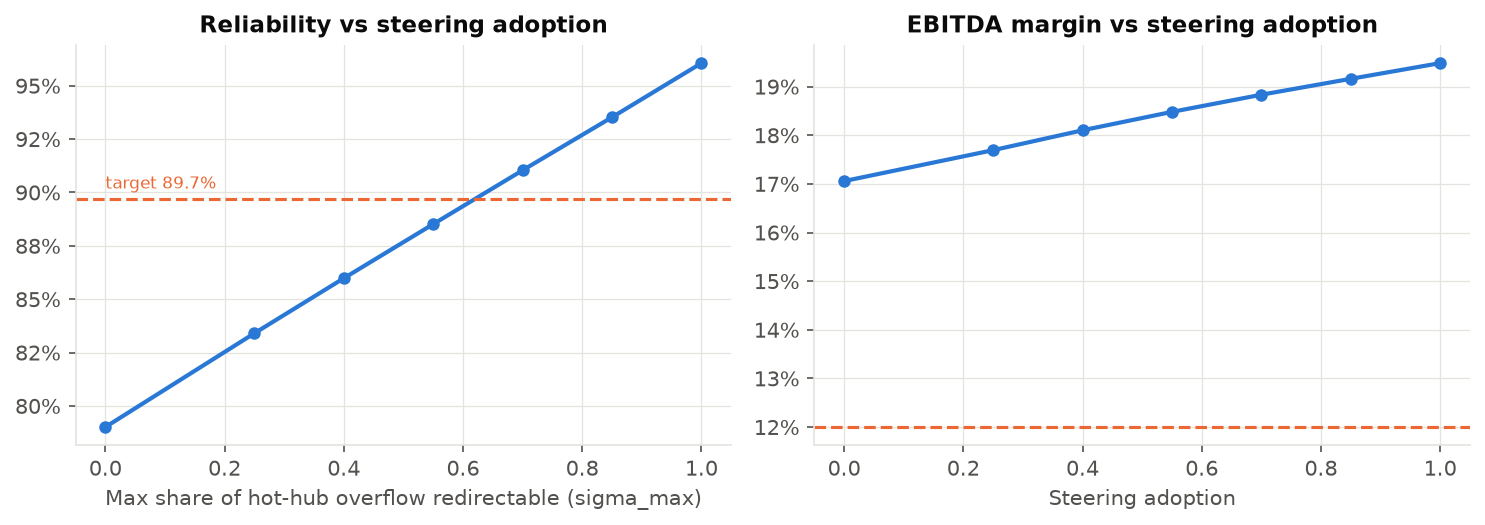 Reliability vs steering adoption
95%
92%
90%
88%
85%
82%
80%
target 89.7%
0.0 0.2 0.4 0.6 0.8 1.0
Max share of hot-hub overflow redirectable (sigma_max)
EBITDA margin vs steering adoption
19%
18%
17%
16%
15%
14%
13%
12%
0.0 0.2 0.4 0.6 0.8 1.0
Steering adoption